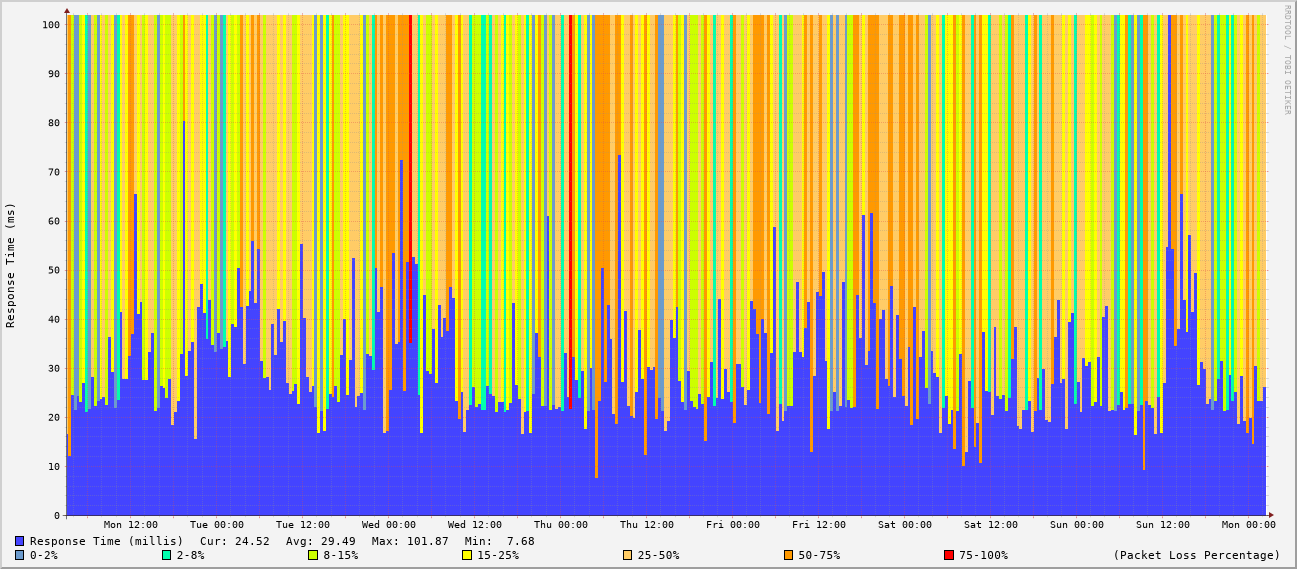 RRDTOOL / TOBI OETIKER
Response Time (ms)
100
90
80
70
60
50
40
30
20
10
0
Mon 12:00 Tue 00:00 Tue 12:00 Wed 00:00 Wed 12:00 Thu 00:00 Thu 12:00 Fri 00:00 Fri 12:00 Sat 00:00 Sat 12:00 Sun 00:00 Sun 12:00 Mon 00:00
Response Time (millis) Cur: 24.52 Avg: 29.49 Max: 101.87 Min: 7.68
0-2% 2-8% 8-15% 15-25% 25-50% 50-75% 75-100% (Packet Loss Percentage)